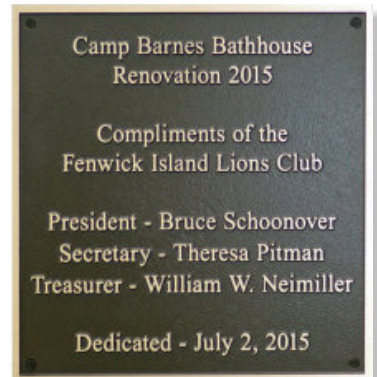 Camp Barnes Bathhouse
Renovation 2015
Compliments of the
Fenwick Island Lions Club
President - Bruce Schoonover
Secretary - Theresa Pitman
Treasurer - William W. Neimiller
Dedicated - July 2, 2015